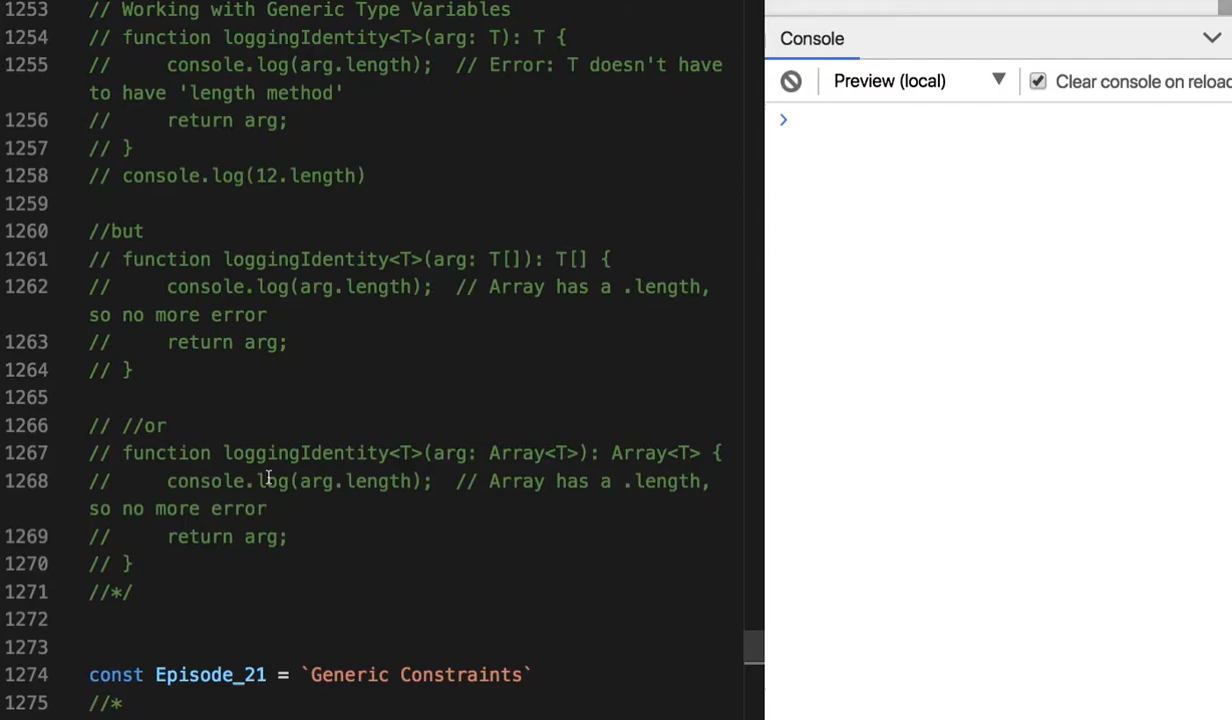 1253 // Working with Generic Type Variables
1254 // function loggingIdentity<T>(arg: T): T {
1255 //     console.log(arg.length);  // Error: T doesn't have
to have 'length method'
1256 //     return arg;
1257 // }
1258 // console.log(12.length)
1259
1260 //but
1261 // function loggingIdentity<T>(arg: T[]): T[] {
1262 //     console.log(arg.length);  // Array has a .length,
so no more error
1263 //     return arg;
1264 // }
1265
1266 // //or
1267 // function loggingIdentity<T>(arg: Array<T>): Array<T> {
1268 //     console.log(arg.length);  // Array has a .length,
so no more error
1269 //     return arg;
1270 // }
1271 //*/
1272
1273
1274 const Episode_21 = `Generic Constraints`
1275 //*
Console
Preview (local) ▼ Clear console on reload
>